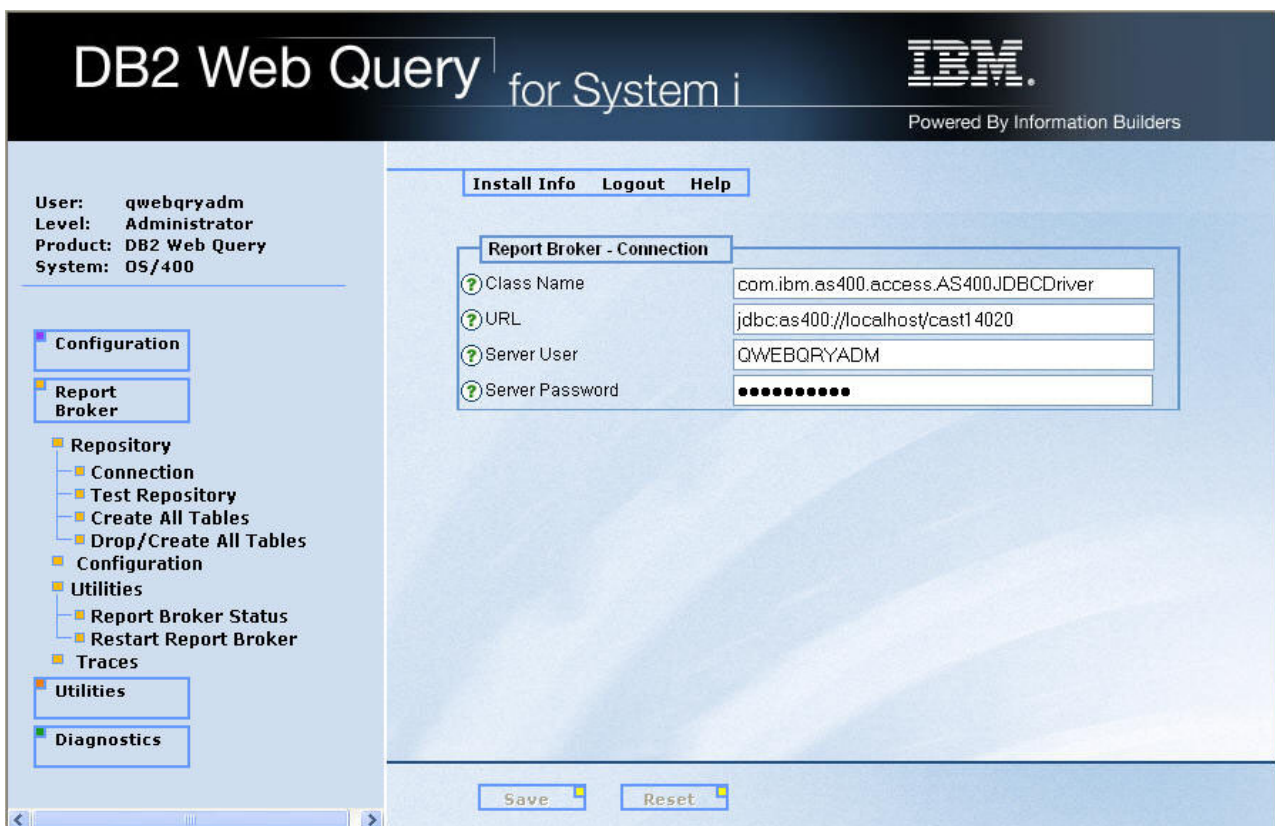 DB2 Web Query for System i
IBM.
Powered By Information Builders
User: qwebqryadm
Level: Administrator
Product: DB2 Web Query
System: OS/400
Configuration
Report
Broker
Repository
Connection
Test Repository
Create All Tables
Drop/Create All Tables
Configuration
Utilities
Report Broker Status
Restart Report Broker
Traces
Utilities
Diagnostics
Install Info Logout Help
Report Broker - Connection
? Class Name com.ibm.as400.access.AS400JDBCDriver
? URL jdbc:as400://localhost/cast14020
? Server User QWEBQRYADM
? Server Password ●●●●●●●●●●
Save Reset